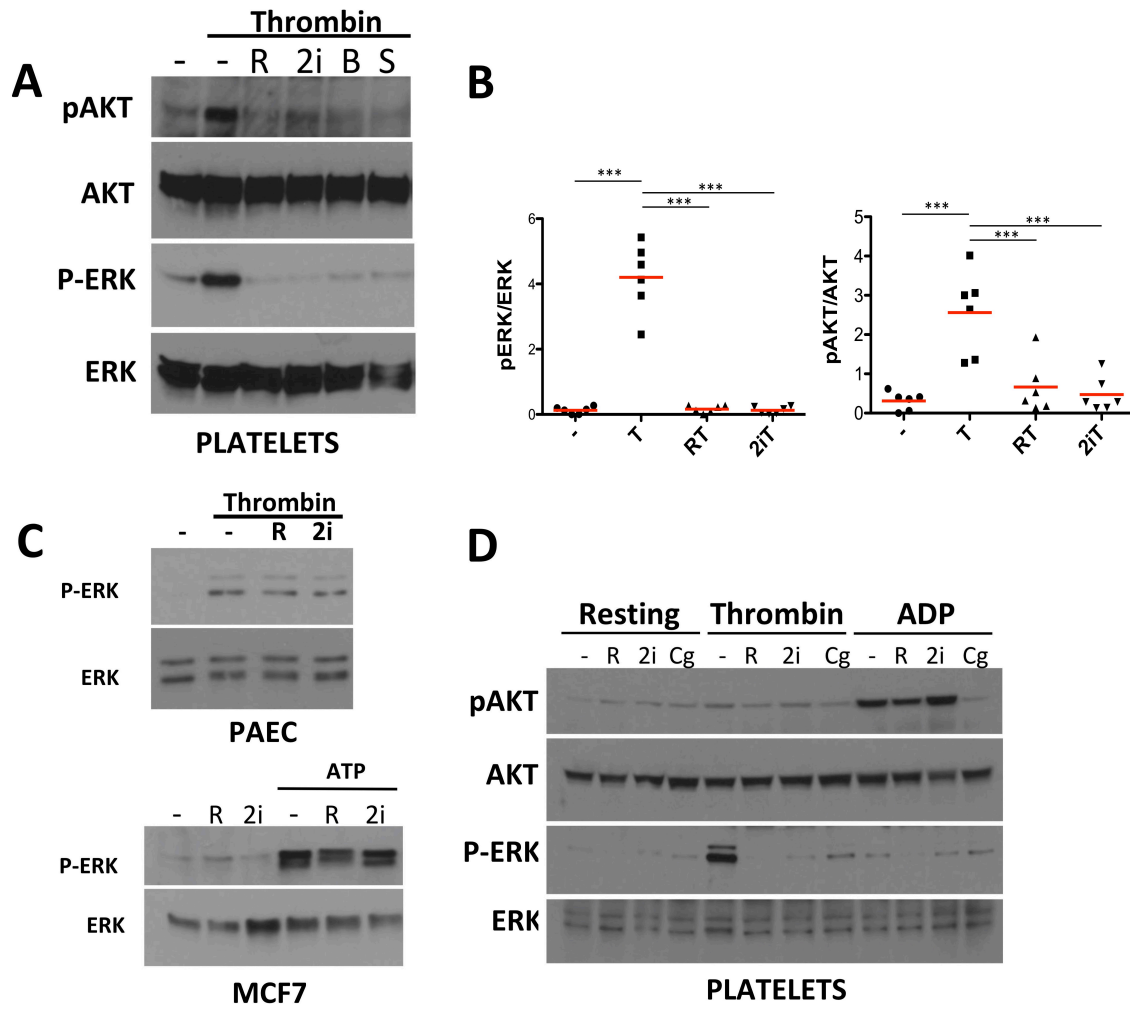 A
Thrombin
- - R 2i B S
pAKT
AKT
P-ERK
ERK
PLATELETS
B
***
***
***
pERK/ERK
6
4
2
0
- T RT 2iT
***
***
***
pAKT/AKT
5
4
3
2
1
0
- T RT 2iT
C
Thrombin
- - R 2i
P-ERK
ERK
PAEC
ATP
- R 2i - R 2i
P-ERK
ERK
MCF7
D
Resting Thrombin ADP
- R 2i Cg - R 2i Cg - R 2i Cg
pAKT
AKT
P-ERK
ERK
PLATELETS